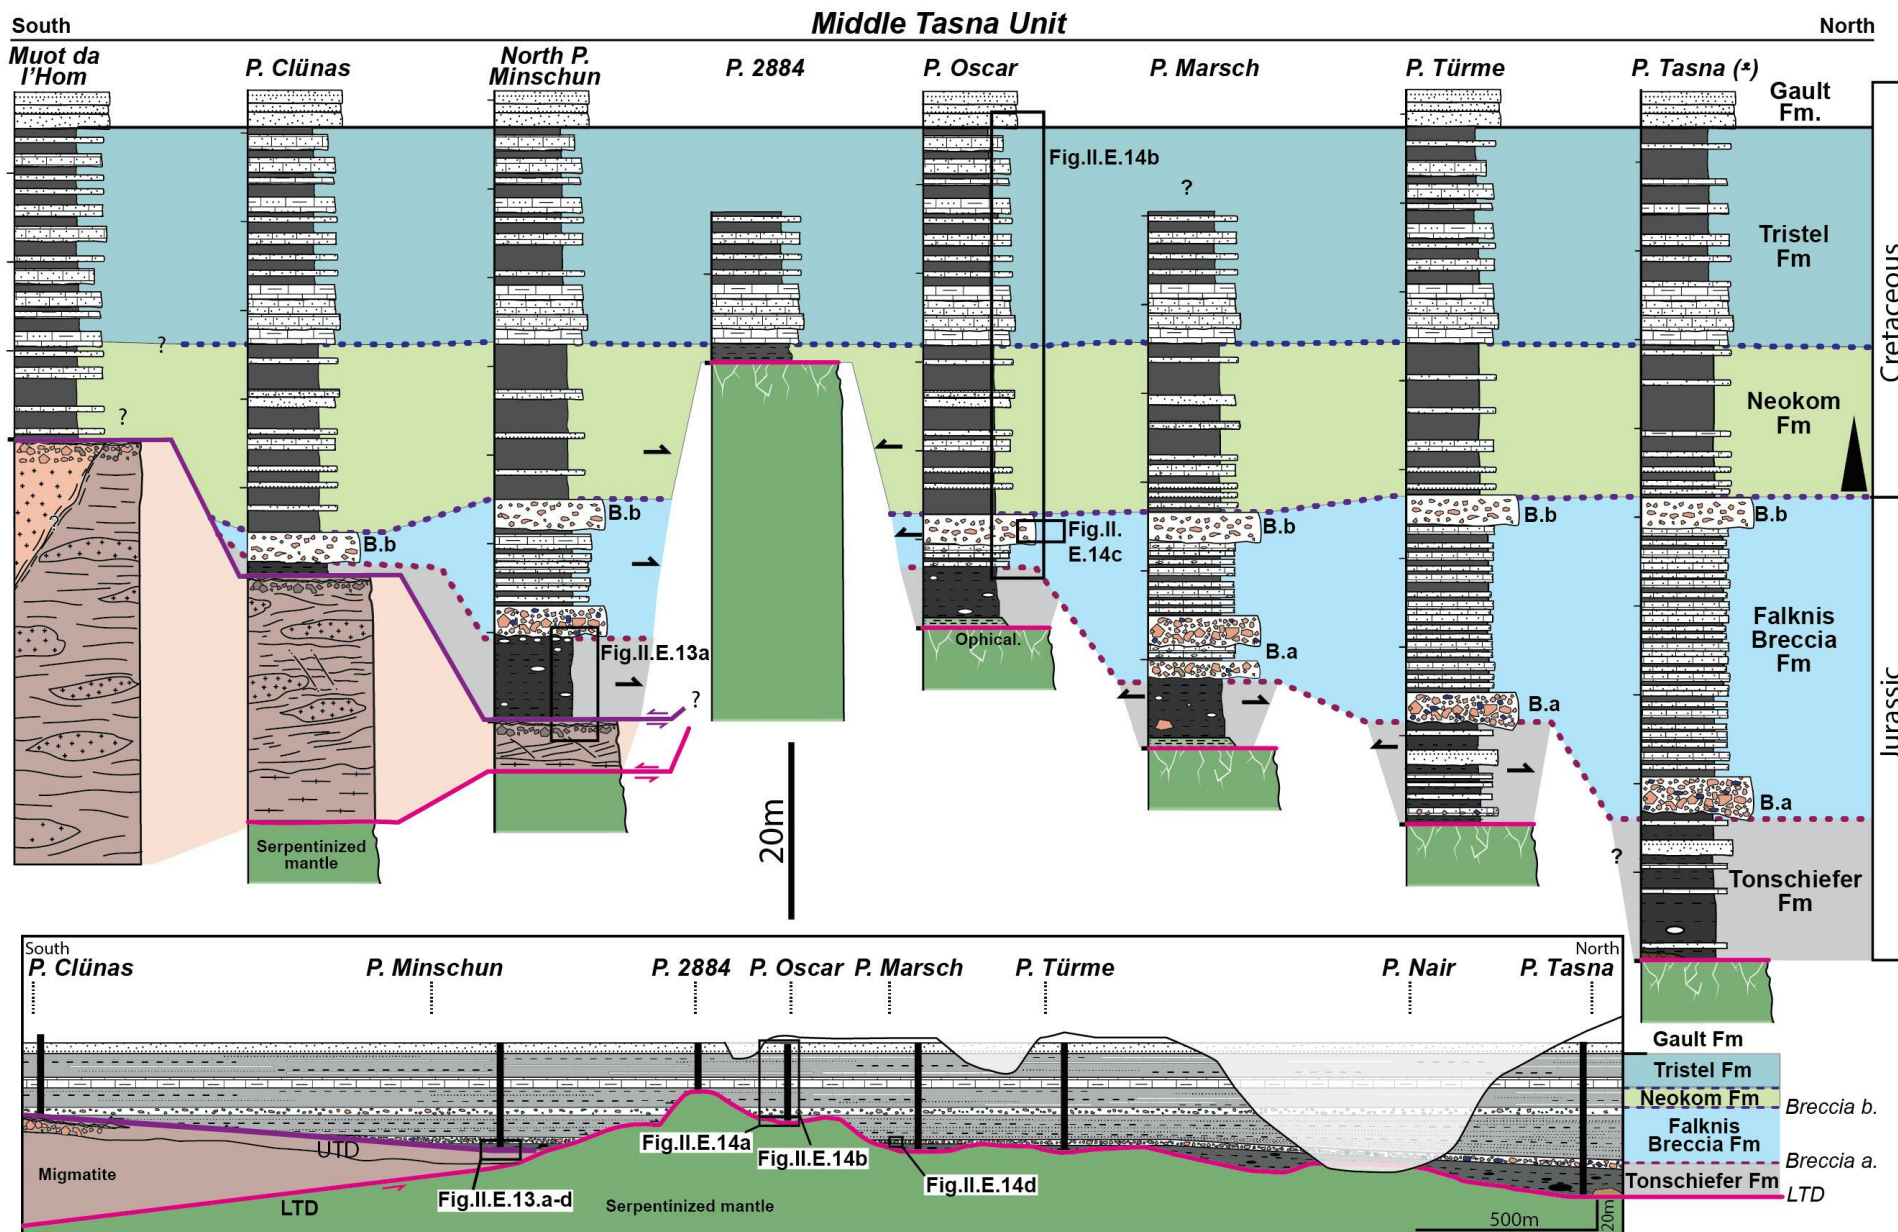 Middle Tasna Unit
South
North
Muot da
l'Hom
P. Clünas
North P.
Minschun
P. 2884
P. Oscar
P. Marsch
P. Türme
P. Tasna (*)
Gault
Fm.
Fig.II.E.14b
?
Tristel
Fm
Cretaceous
?
?
Neokom
Fm
B.b
B.b
Fig.II.
E.14c
B.b
B.b
B.b
?
Fig.II.E.13a
Ophical.
B.a
Falknis
Breccia
Fm
Jurassic
?
B.a
B.a
20m
Serpentinized
mantle
?
Tonschiefer
Fm
South
North
P. Clünas
P. Minschun
P. 2884
P. Oscar
P. Marsch
P. Türme
P. Nair
P. Tasna
Gault Fm
Tristel Fm
Neokom Fm
Breccia b.
Falknis
Breccia Fm
Breccia a.
Tonschiefer Fm
LTD
UTD
Migmatite
Fig.II.E.14a
Fig.II.E.14b
Fig.II.E.14d
Fig.II.E.13.a-d
LTD
Serpentinized mantle
500m
20m